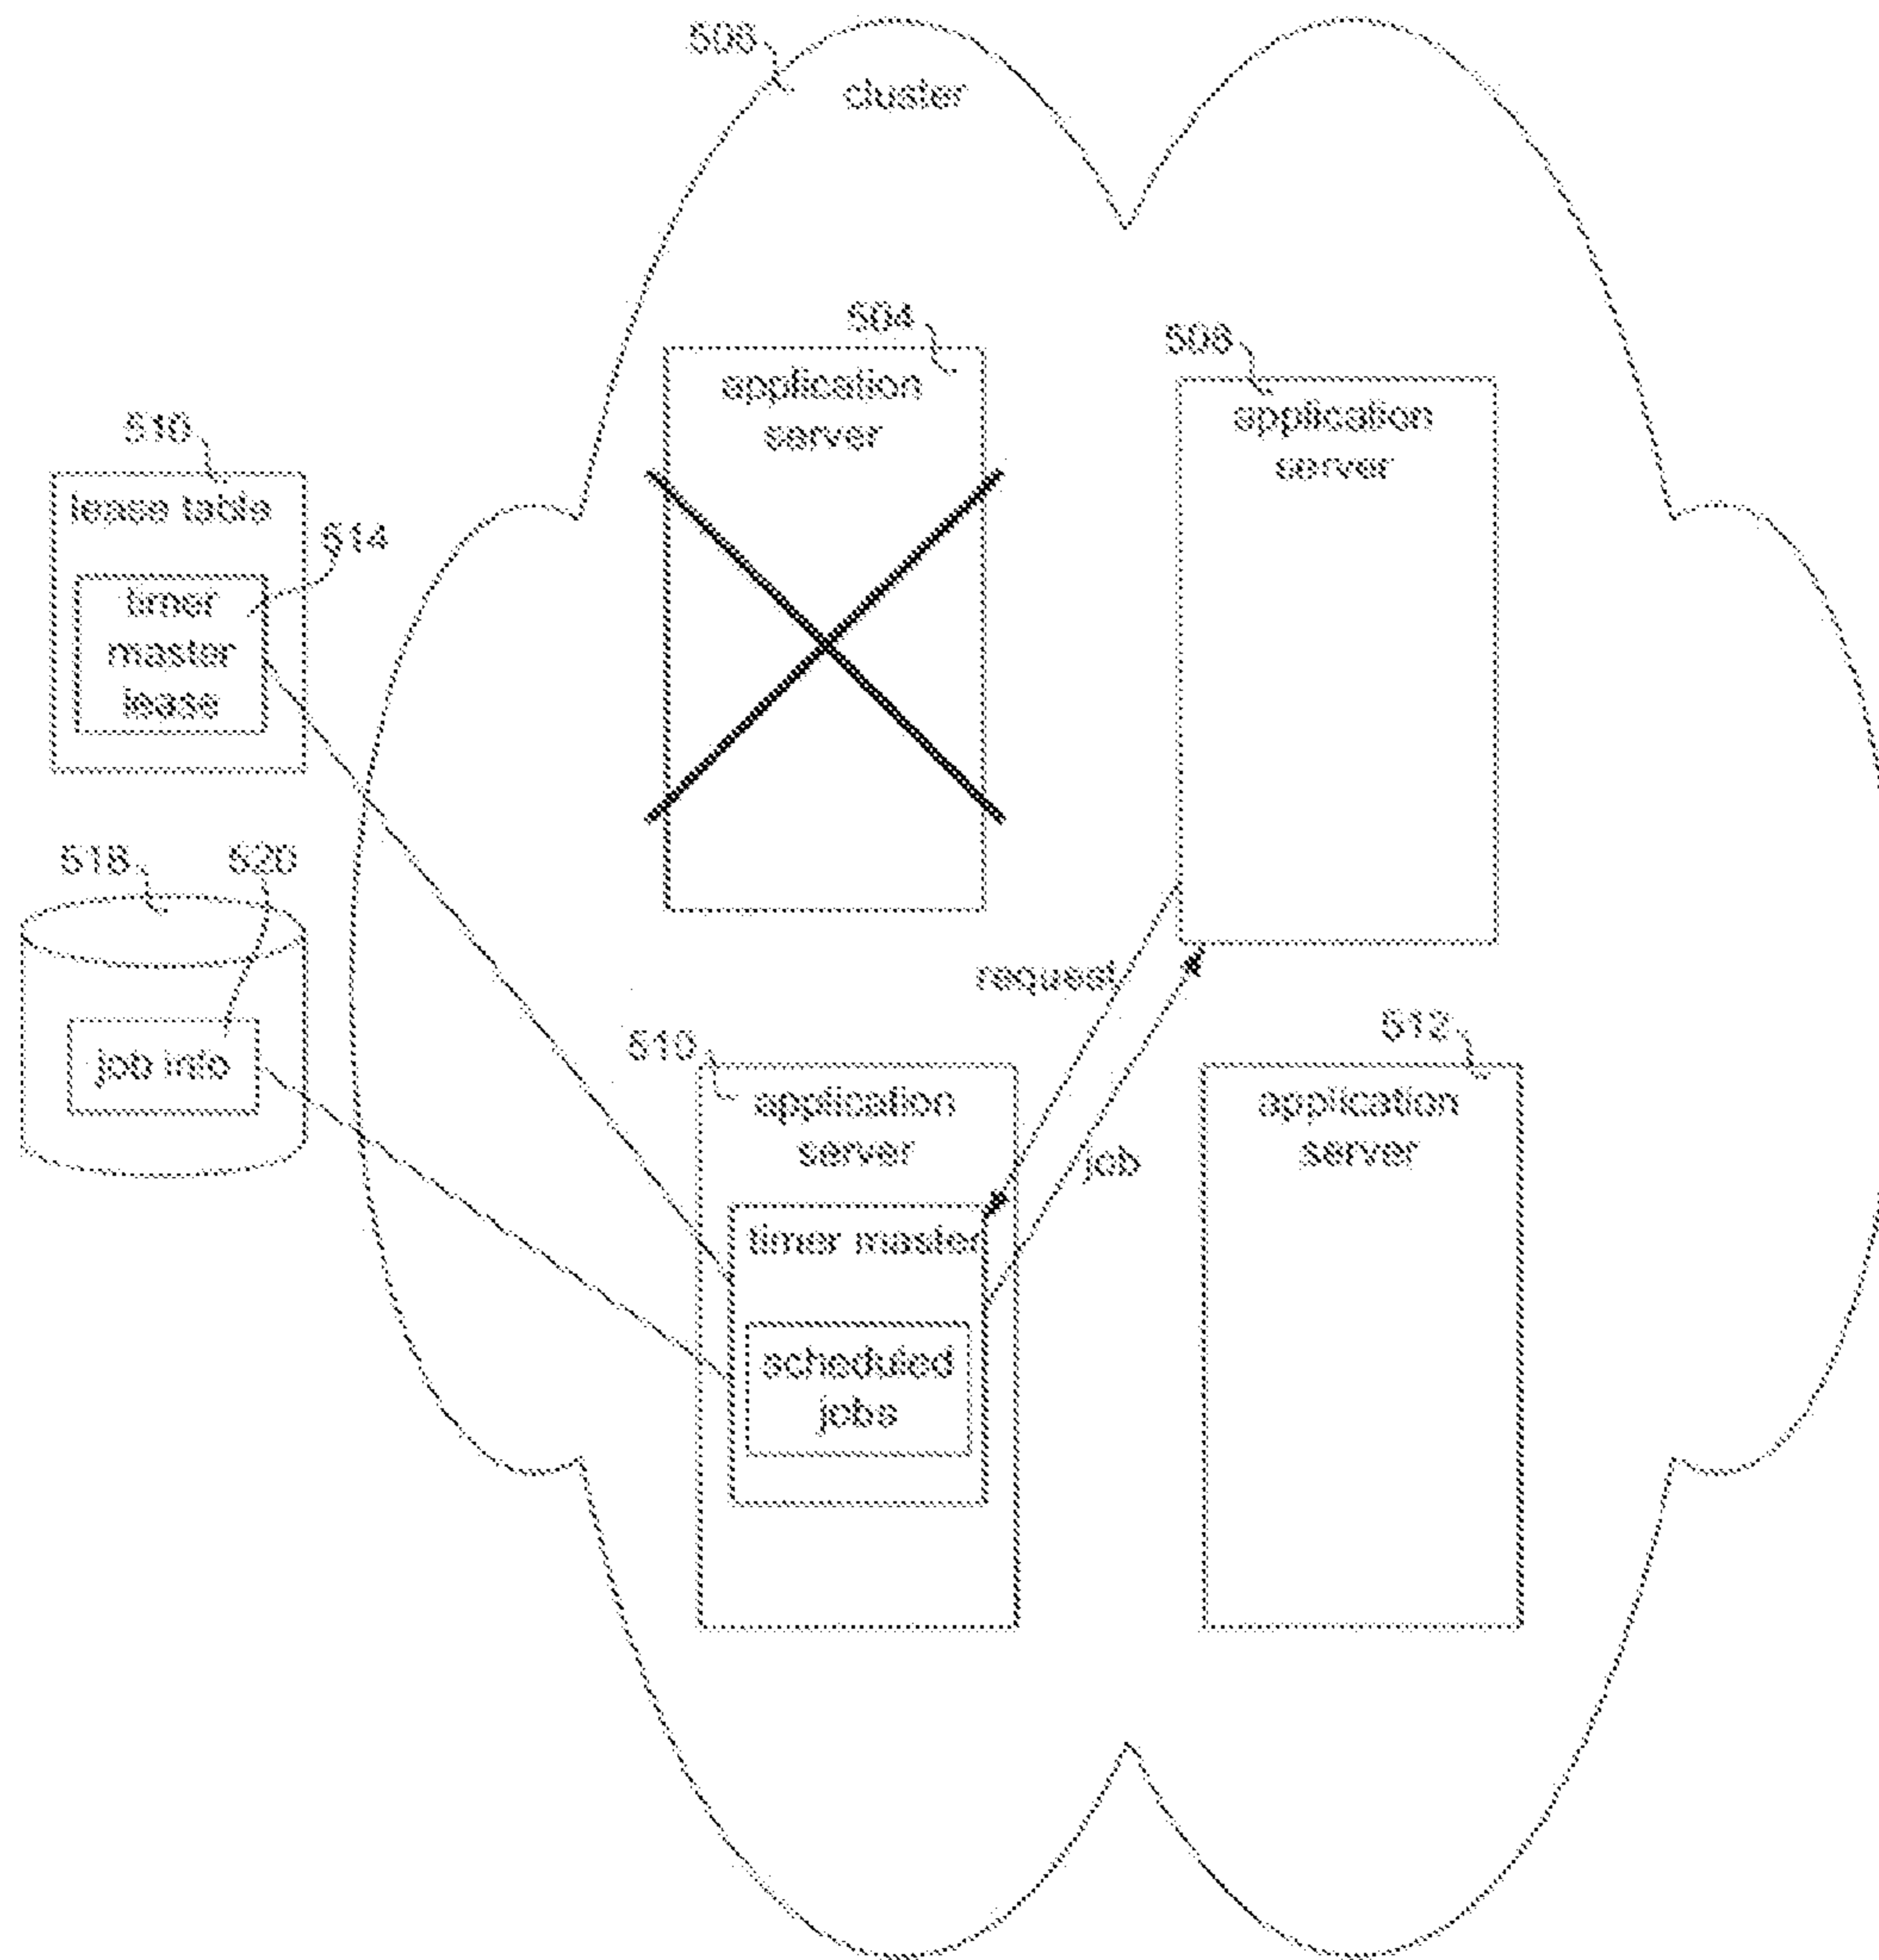 506
cluster
504
application
server
508
application
server
516
lease table
514
timer
master
lease
518
520
job info
request
job
510
application
server
timer master
scheduled
jobs
512
application
server